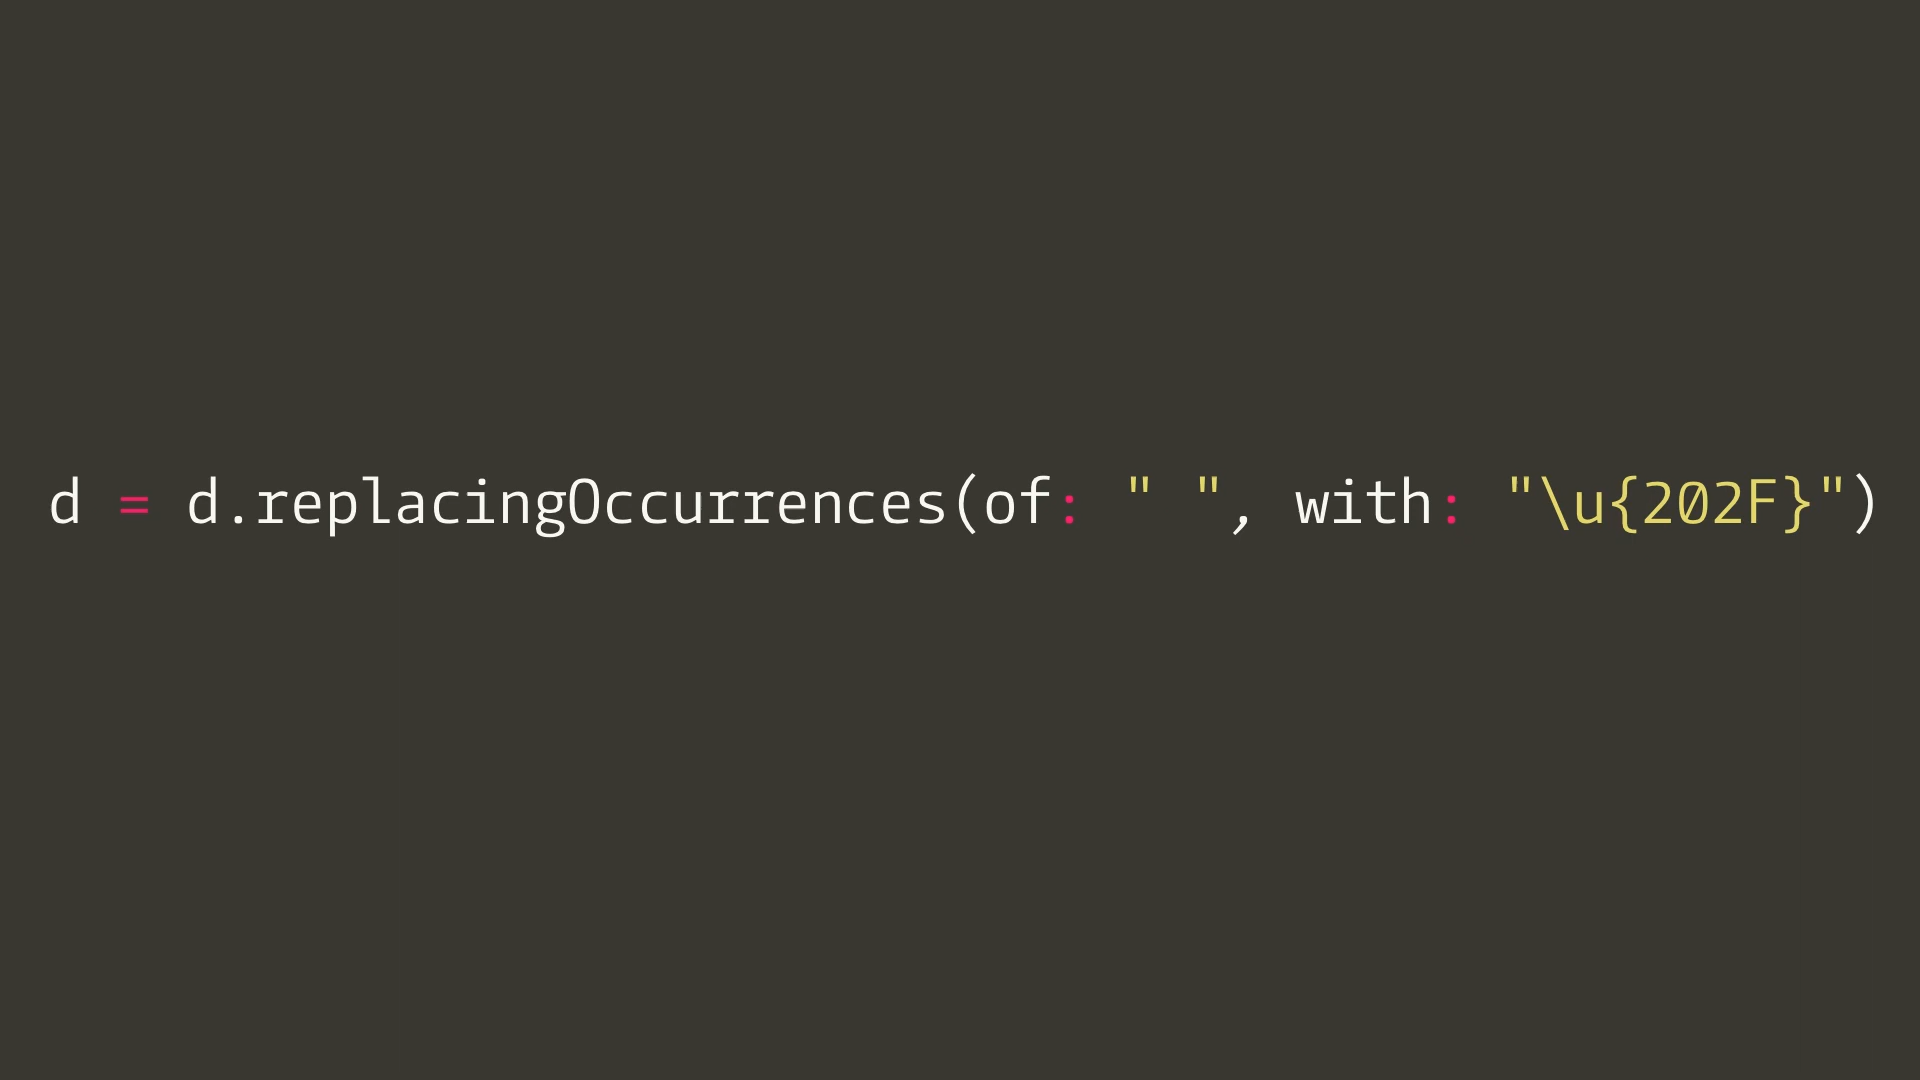 d = d.replacingOccurrences(of: " ", with: "\u{202F}")